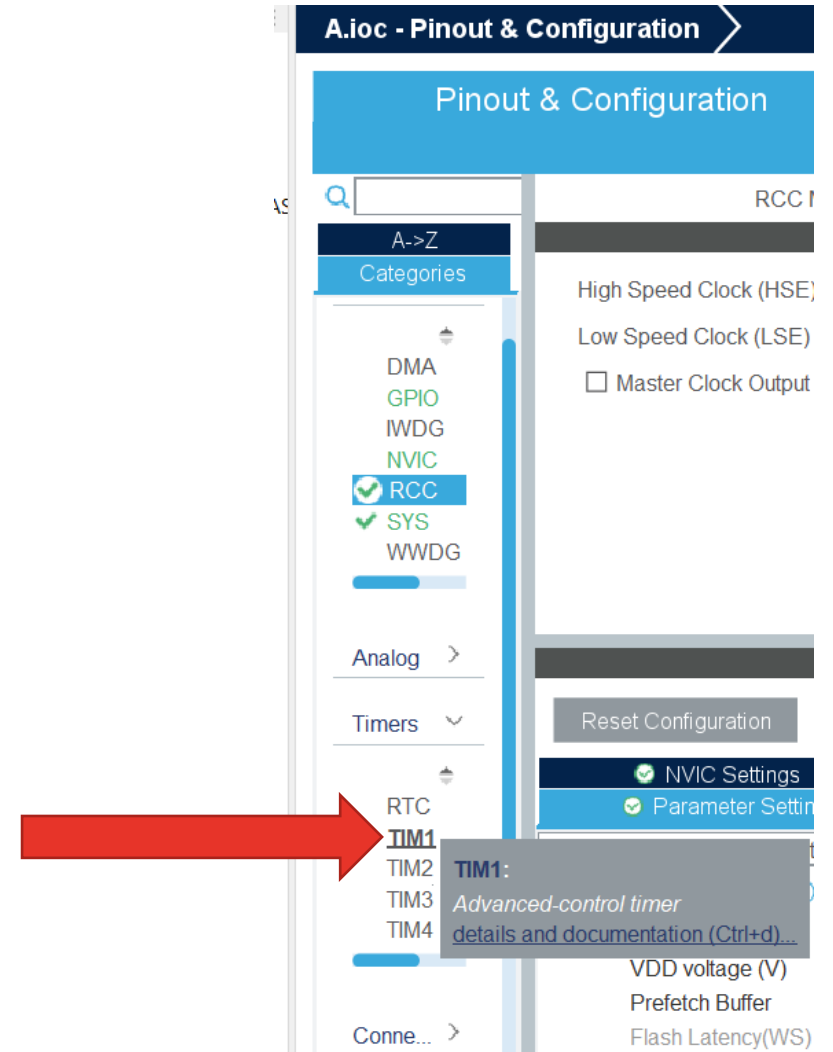 A.ioc - Pinout & Configuration
Pinout & Configuration
RCC
A->Z
Categories
High Speed Clock (HSE)
Low Speed Clock (LSE)
Master Clock Output
DMA
GPIO
IWDG
NVIC
RCC
SYS
WWDG
Analog
Timers
Reset Configuration
NVIC Settings
Parameter Settin
RTC
TIM1
TIM2
TIM3
TIM4
TIM1:
Advanced-control timer
details and documentation (Ctrl+d)...
VDD voltage (V)
Prefetch Buffer
Flash Latency(WS)
Conne...